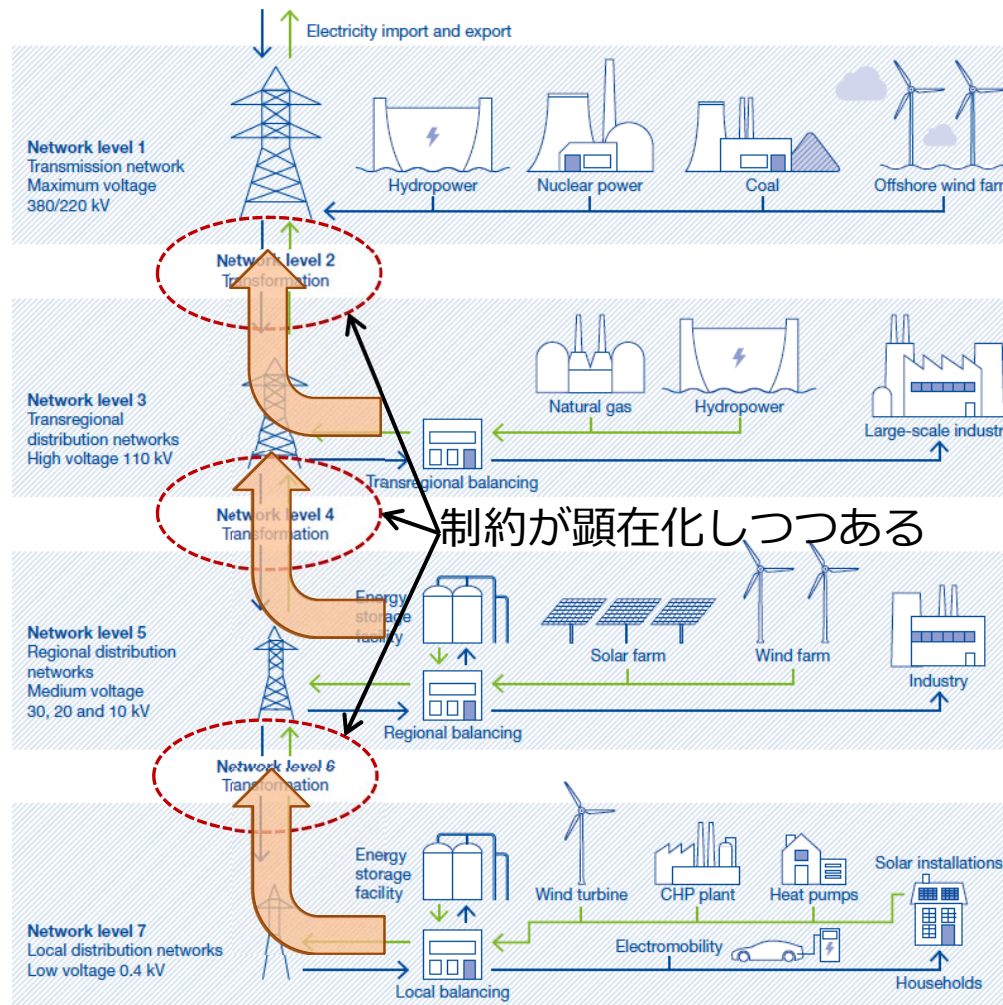 Electricity import and export
Network level 1
Transmission network
Maximum voltage
380/220 kV
Hydropower
Nuclear power
Coal
Offshore wind farm
Network level 2
Transformation
Network level 3
Transregional
distribution networks
High voltage 110 kV
Natural gas
Hydropower
Large-scale industry
Transregional balancing
Network level 4
Transformation
制約が顕在化しつつある
Network level 5
Regional distribution
networks
Medium voltage
30, 20 and 10 kV
Energy
storage
facility
Solar farm
Wind farm
Industry
Regional balancing
Network level 6
Transformation
Energy
storage
facility
Wind turbine
CHP plant
Heat pumps
Solar installations
Network level 7
Local distribution networks
Low voltage 0.4 kV
Electromobility
Local balancing
Households